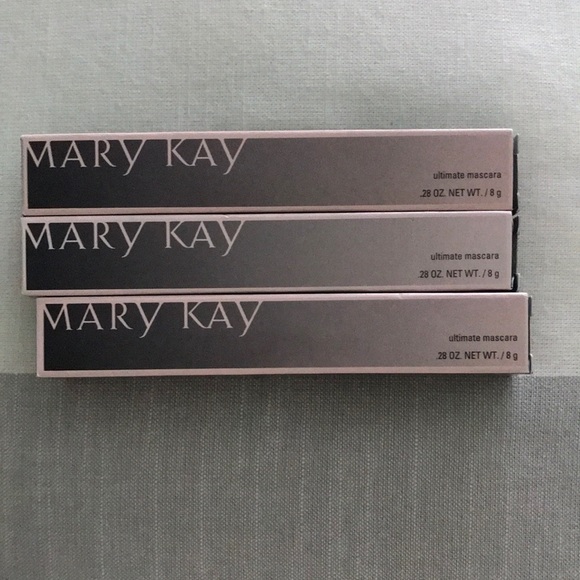 MARY KAY
ultimate mascara
.28 OZ. NET WT. / 8 g
MARY KAY
ultimate mascara
.28 OZ. NET WT. / 8 g
MARY KAY
ultimate mascara
.28 OZ. NET WT. / 8 g